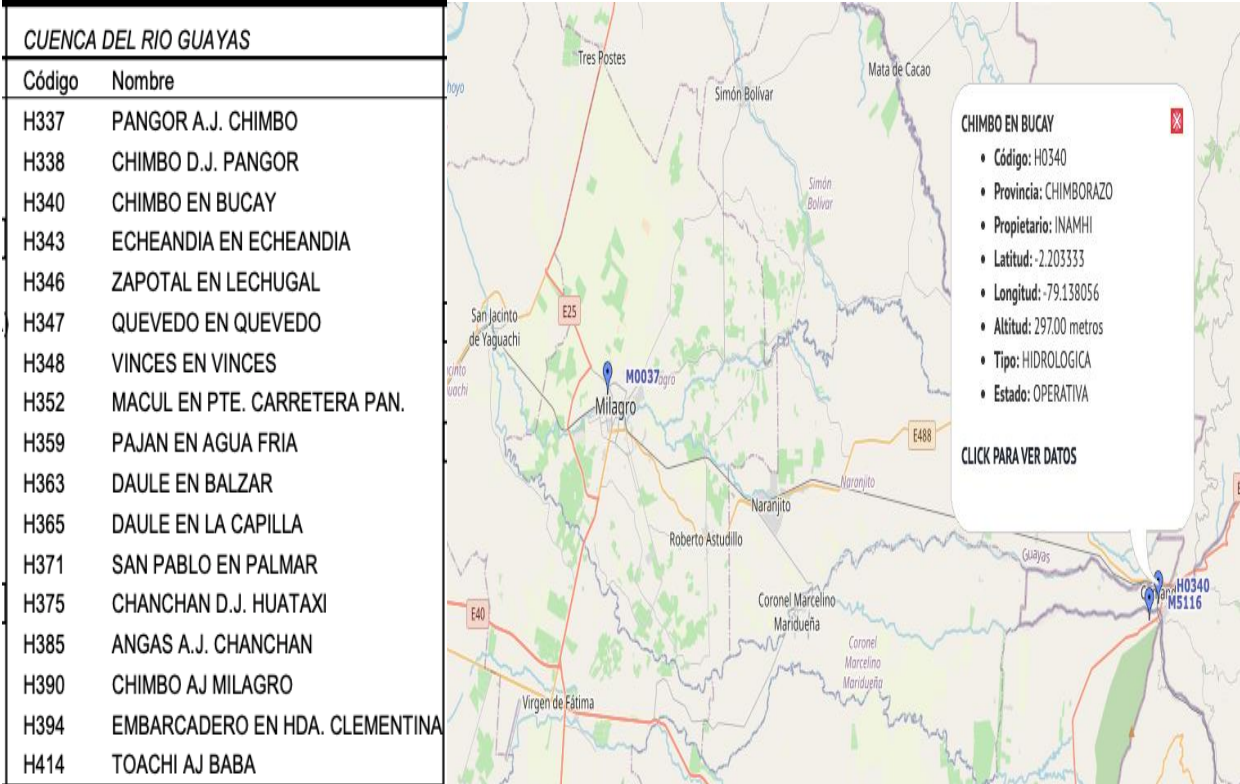 CUENCA DEL RIO GUAYAS
Código Nombre
H337 PANGOR A.J. CHIMBO
H338 CHIMBO D.J. PANGOR
H340 CHIMBO EN BUCAY
H343 ECHEANDIA EN ECHEANDIA
H346 ZAPOTAL EN LECHUGAL
H347 QUEVEDO EN QUEVEDO
H348 VINCES EN VINCES
H352 MACUL EN PTE. CARRETERA PAN.
H359 PAJAN EN AGUA FRIA
H363 DAULE EN BALZAR
H365 DAULE EN LA CAPILLA
H371 SAN PABLO EN PALMAR
H375 CHANCHAN D.J. HUATAXI
H385 ANGAS A.J. CHANCHAN
H390 CHIMBO AJ MILAGRO
H394 EMBARCADERO EN HDA. CLEMENTINA
H414 TOACHI AJ BABA
Tres Postes
Mata de Cacao
Simón Bolívar
Simón
Bolívar
San Jacinto
de Yaguachi
E25
M0037
Milagro
E488
Naranjito
Naranjito
Roberto Astudillo
Guayas
Coronel Marcelino
Maridueña
Coronel
Marcelino
Maridueña
E40
Virgen de Fátima
H0340
M5116
CHIMBO EN BUCAY
• Código: H0340
• Provincia: CHIMBORAZO
• Propietario: INAMHI
• Latitud: -2.203333
• Longitud: -79.138056
• Altitud: 297.00 metros
• Tipo: HIDROLOGICA
• Estado: OPERATIVA
CLICK PARA VER DATOS